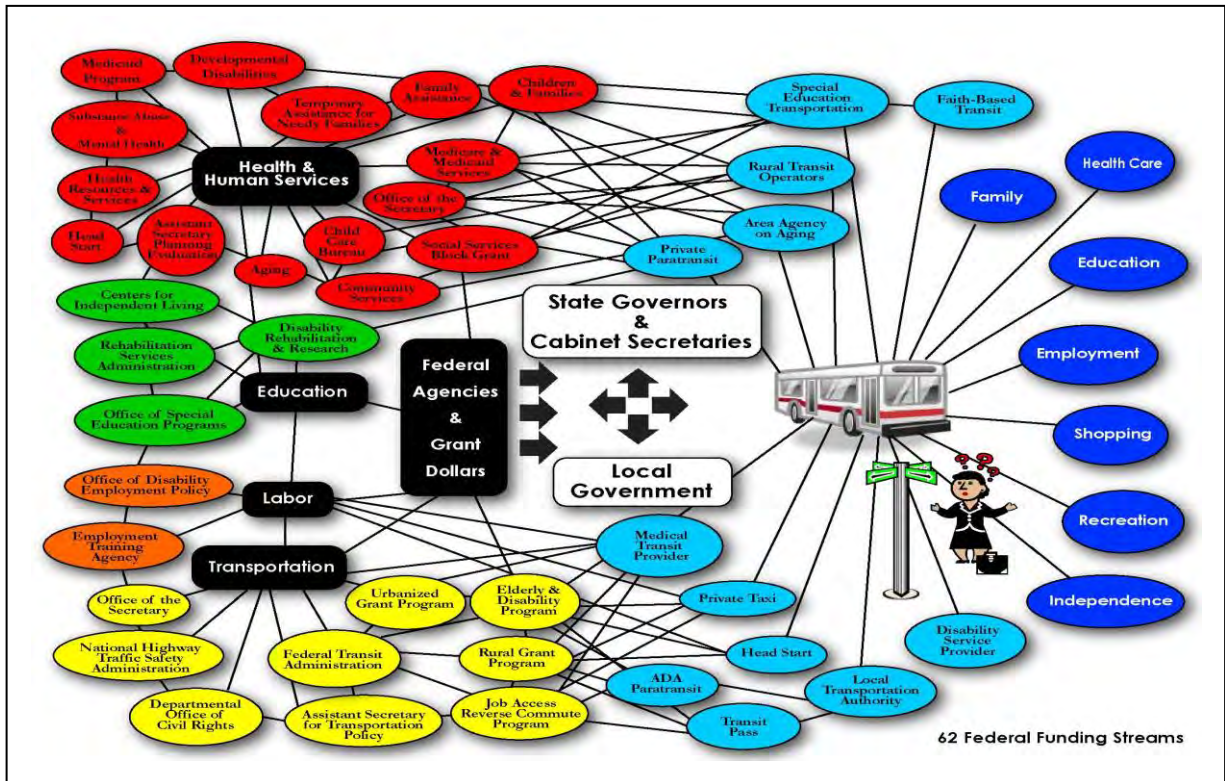 Medicaid
Program
Developmental
Disabilities
Temporary
Assistance for
Needy Families
Family
Assistance
Children
& Families
Substance Abuse
&
Mental Health
Health &
Human Services
Medicare &
Medicaid
Services
Health
Resources &
Services
Office of the
Secretary
Head
Start
Assistant
Secretary
Planning
Evaluation
Child
Care
Bureau
Social Services
Block Grant
Aging
Community
Services
Special
Education
Transportation
Faith-Based
Transit
Rural Transit
Operators
Area Agency
on Aging
Private
Paratransit
Health Care
Family
Education
Employment
Shopping
Recreation
Independence
Centers for
Independent Living
Disability
Rehabilitation
& Research
Rehabilitation
Services
Administration
Education
Office of Special
Education Programs
Federal
Agencies
&
Grant
Dollars
State Governors
&
Cabinet Secretaries
Local
Government
Office of Disability
Employment Policy
Labor
Employment
Training
Agency
Transportation
Office of the
Secretary
Urbanized
Grant Program
Elderly &
Disability
Program
National Highway
Traffic Safety
Administration
Federal Transit
Administration
Rural Grant
Program
Departmental
Office of
Civil Rights
Assistant Secretary
for Transportation
Policy
Job Access
Reverse Commute
Program
Medical
Transit
Provider
Private Taxi
Head Start
ADA
Paratransit
Transit
Pass
Local
Transportation
Authority
Disability
Service
Provider
? ? ?
62 Federal Funding Streams